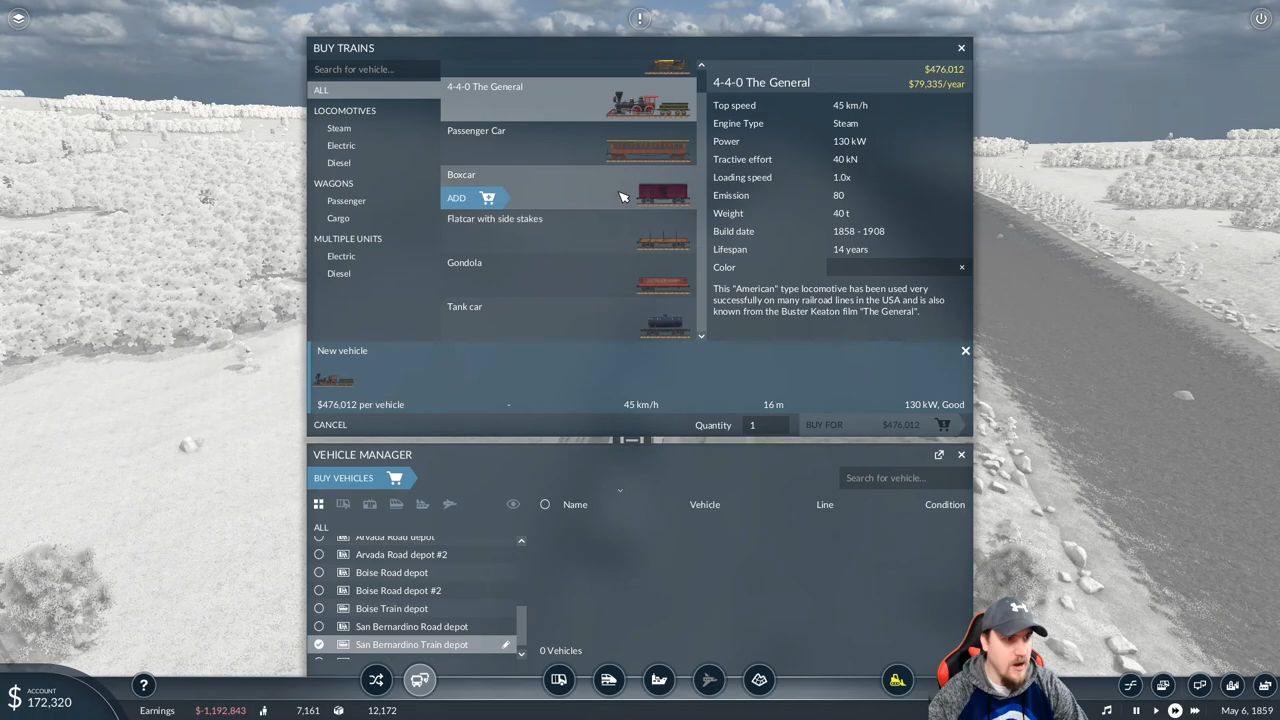 BUY TRAINS
Search for vehicle...
ALL
LOCOMOTIVES
Steam
Electric
Diesel
WAGONS
Passenger
Cargo
MULTIPLE UNITS
Electric
Diesel
4-4-0 The General
Passenger Car
Boxcar
ADD
Flatcar with side stakes
Gondola
Tank car
$476,012
4-4-0 The General
$79,335/year
Top speed 45 km/h
Engine Type Steam
Power 130 kW
Tractive effort 40 kN
Loading speed 1.0x
Emission 80
Weight 40 t
Build date 1858 - 1908
Lifespan 14 years
Color
This "American" type locomotive has been used very
successfully on many railroad lines in the USA and is also
known from the Buster Keaton film "The General".
New vehicle
$476,012 per vehicle - 45 km/h 16 m 130 kW, Good
CANCEL Quantity 1 BUY FOR $476,012
VEHICLE MANAGER
BUY VEHICLES
Search for vehicle...
Name Vehicle Line Condition
ALL
Arvada Road depot
Arvada Road depot #2
Boise Road depot
Boise Road depot #2
Boise Train depot
San Bernardino Road depot
San Bernardino Train depot
0 Vehicles
$ ACCOUNT
172,320
?
Earnings $-1,192,843 7,161 12,172
May 6, 1859